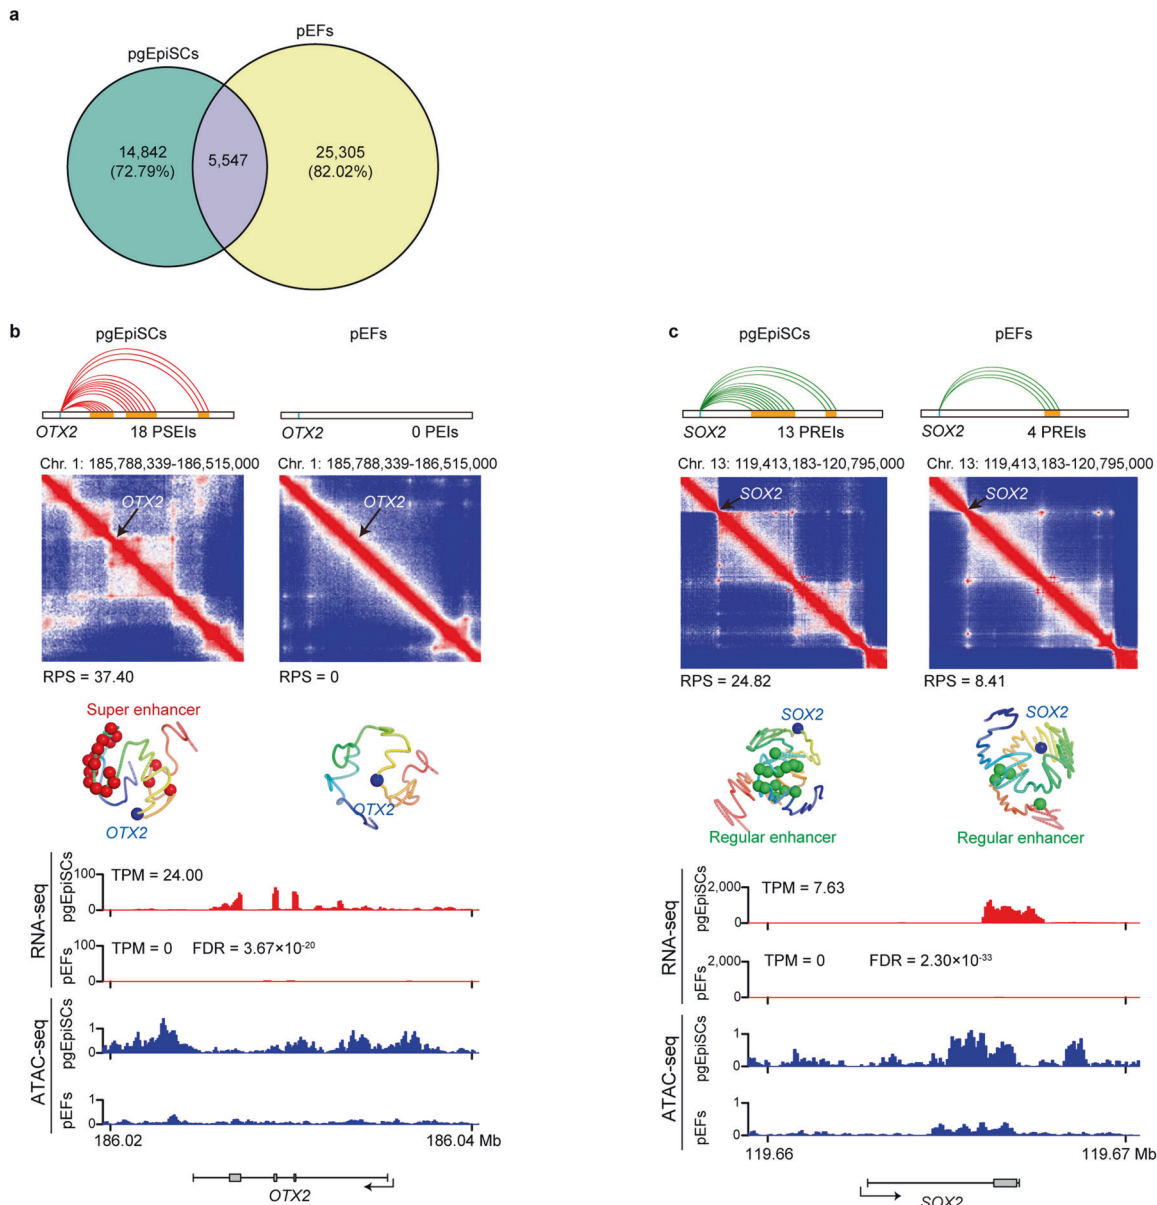 a
pgEpiSCs
pEFs
14,842
(72.79%)
5,547
25,305
(82.02%)
b
pgEpiSCs
pEFs
OTX2
18 PSEIs
OTX2
0 PEIs
Chr. 1: 185,788,339-186,515,000
Chr. 1: 185,788,339-186,515,000
OTX2
OTX2
RPS = 37.40
RPS = 0
Super enhancer
OTX2
OTX2
RNA-seq
pgEpiSCs
100
0
TPM = 24.00
pEFs
100
0
TPM = 0 FDR = 3.67×10-20
ATAC-seq
pgEpiSCs
1
0
pEFs
1
0
186.02
186.04 Mb
OTX2
c
pgEpiSCs
pEFs
SOX2
13 PREIs
SOX2
4 PREIs
Chr. 13: 119,413,183-120,795,000
Chr. 13: 119,413,183-120,795,000
SOX2
SOX2
RPS = 24.82
RPS = 8.41
SOX2
SOX2
Regular enhancer
Regular enhancer
RNA-seq
pgEpiSCs
2,000
0
TPM = 7.63
pEFs
2,000
0
TPM = 0 FDR = 2.30×10-33
ATAC-seq
pgEpiSCs
1
0
pEFs
1
0
119.66
119.67 Mb
SOX2